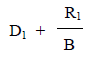 D₁ + R₁
B